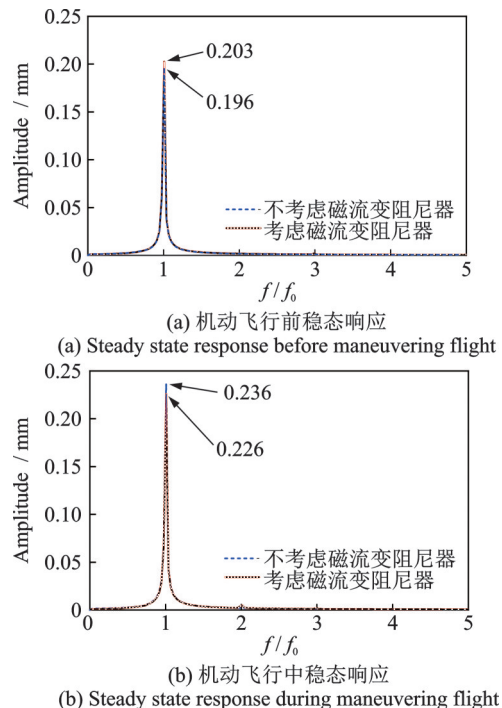 0.25
0.203
0.20
0.196
0.15
Amplitude / mm
0.10
不考虑磁流变阻尼器
0.05
考虑磁流变阻尼器
0
0 1 2 3 4 5
f/f₀
(a) 机动飞行前稳态响应
(a) Steady state response before maneuvering flight
0.25
0.236
0.20
0.226
0.15
Amplitude / mm
0.10
不考虑磁流变阻尼器
0.05
考虑磁流变阻尼器
0
0 1 2 3 4 5
f/f₀
(b) 机动飞行中稳态响应
(b) Steady state response during maneuvering flight